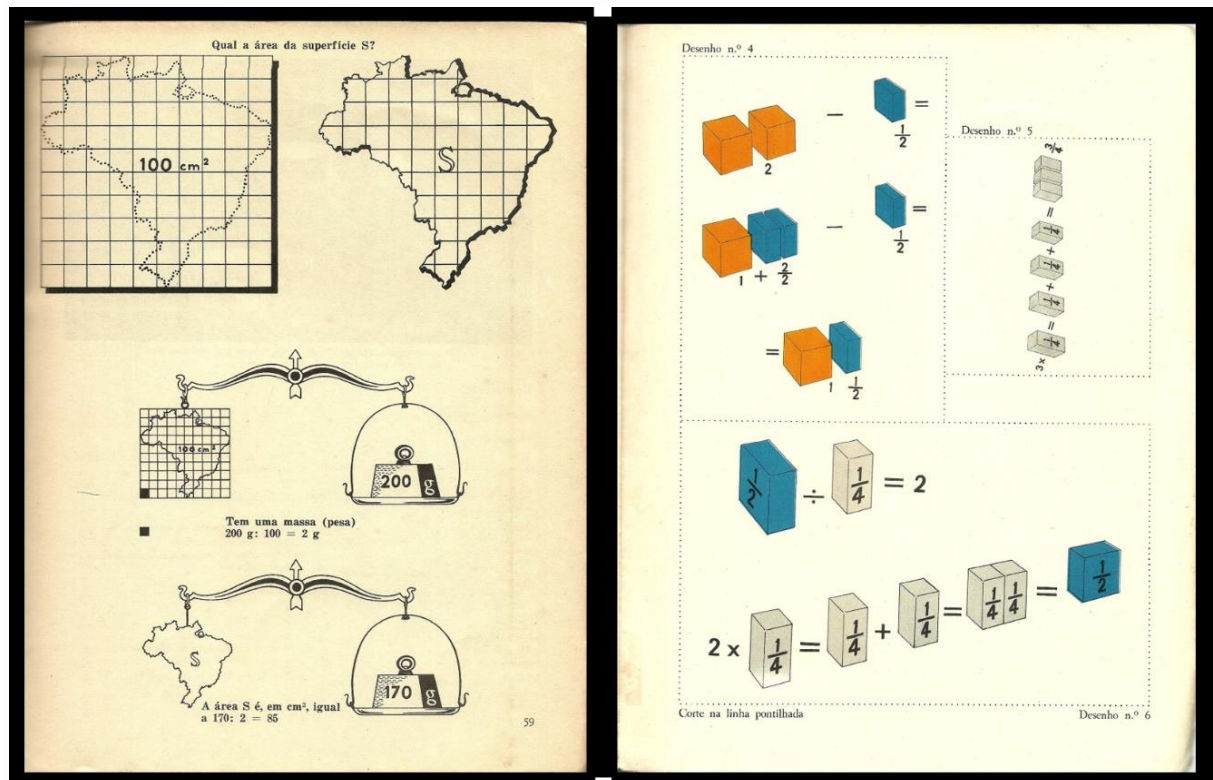 Qual a área da superfície S?
100 cm²
S
100 cm²
200 g
Tem uma massa (pesa)
200 g: 100 = 2 g
S
170 g
A área S é, em cm², igual
a 170: 2 = 85
59
Desenho n.º 4
2 − 1/2 =
1 + 2/2 − 1/2 =
= 1 1/2
Desenho n.º 5
3x 1/4 = 1/4 + 1/4 + 1/4 = 3/4
1/2 ÷ 1/4 = 2
2 x 1/4 = 1/4 + 1/4 = 1/4 1/4 = 1/2
Corte na linha pontilhada
Desenho n.º 6